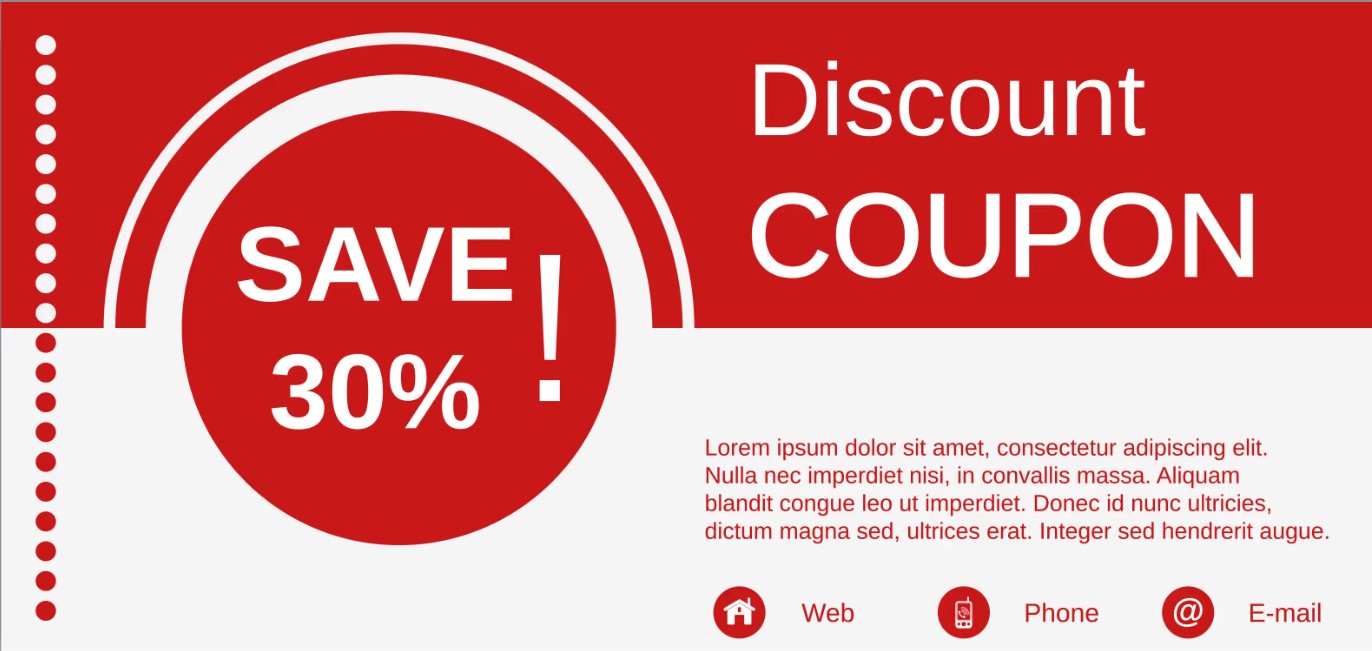 SAVE
30%
!
Discount
COUPON
Lorem ipsum dolor sit amet, consectetur adipiscing elit.
Nulla nec imperdiet nisi, in convallis massa. Aliquam
blandit congue leo ut imperdiet. Donec id nunc ultricies,
dictum magna sed, ultrices erat. Integer sed hendrerit augue.
Web
Phone
@ E-mail